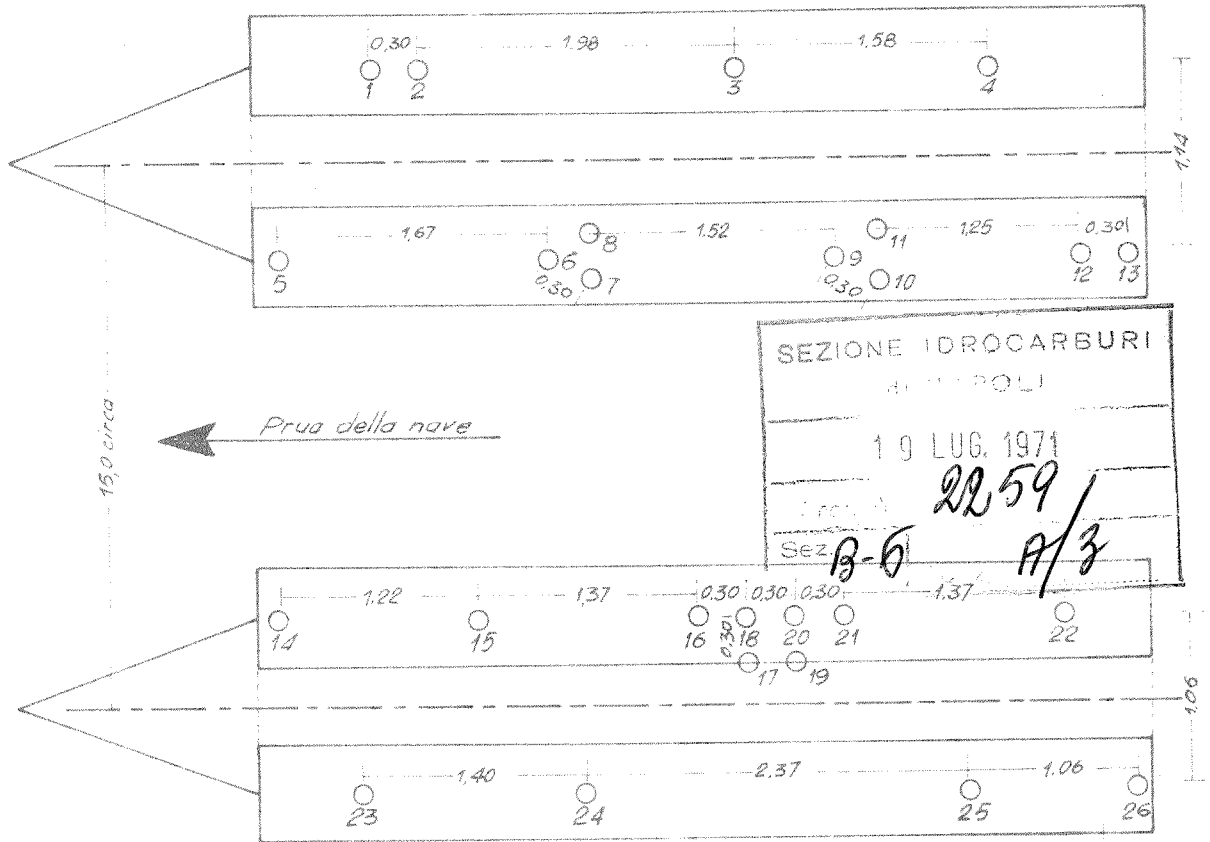 0,30 1.98 1.58
1 2 3 4
1,14
1,67 8 1.52 11 1,25 0,30
5 6 0,30 7 9 0,30 10 12 13
SEZIONE IDROCARBURI
NAPOLI
Prua della nave
15,0 circa
19 LUG. 1971
2259
Sez. B-6 A/3
1,22 1,37 0,30 0,30 0,30 1,37
14 15 16 0,30 18 20 21 22
17 19
1,06
1,40 2.37 1.06
23 24 25 26